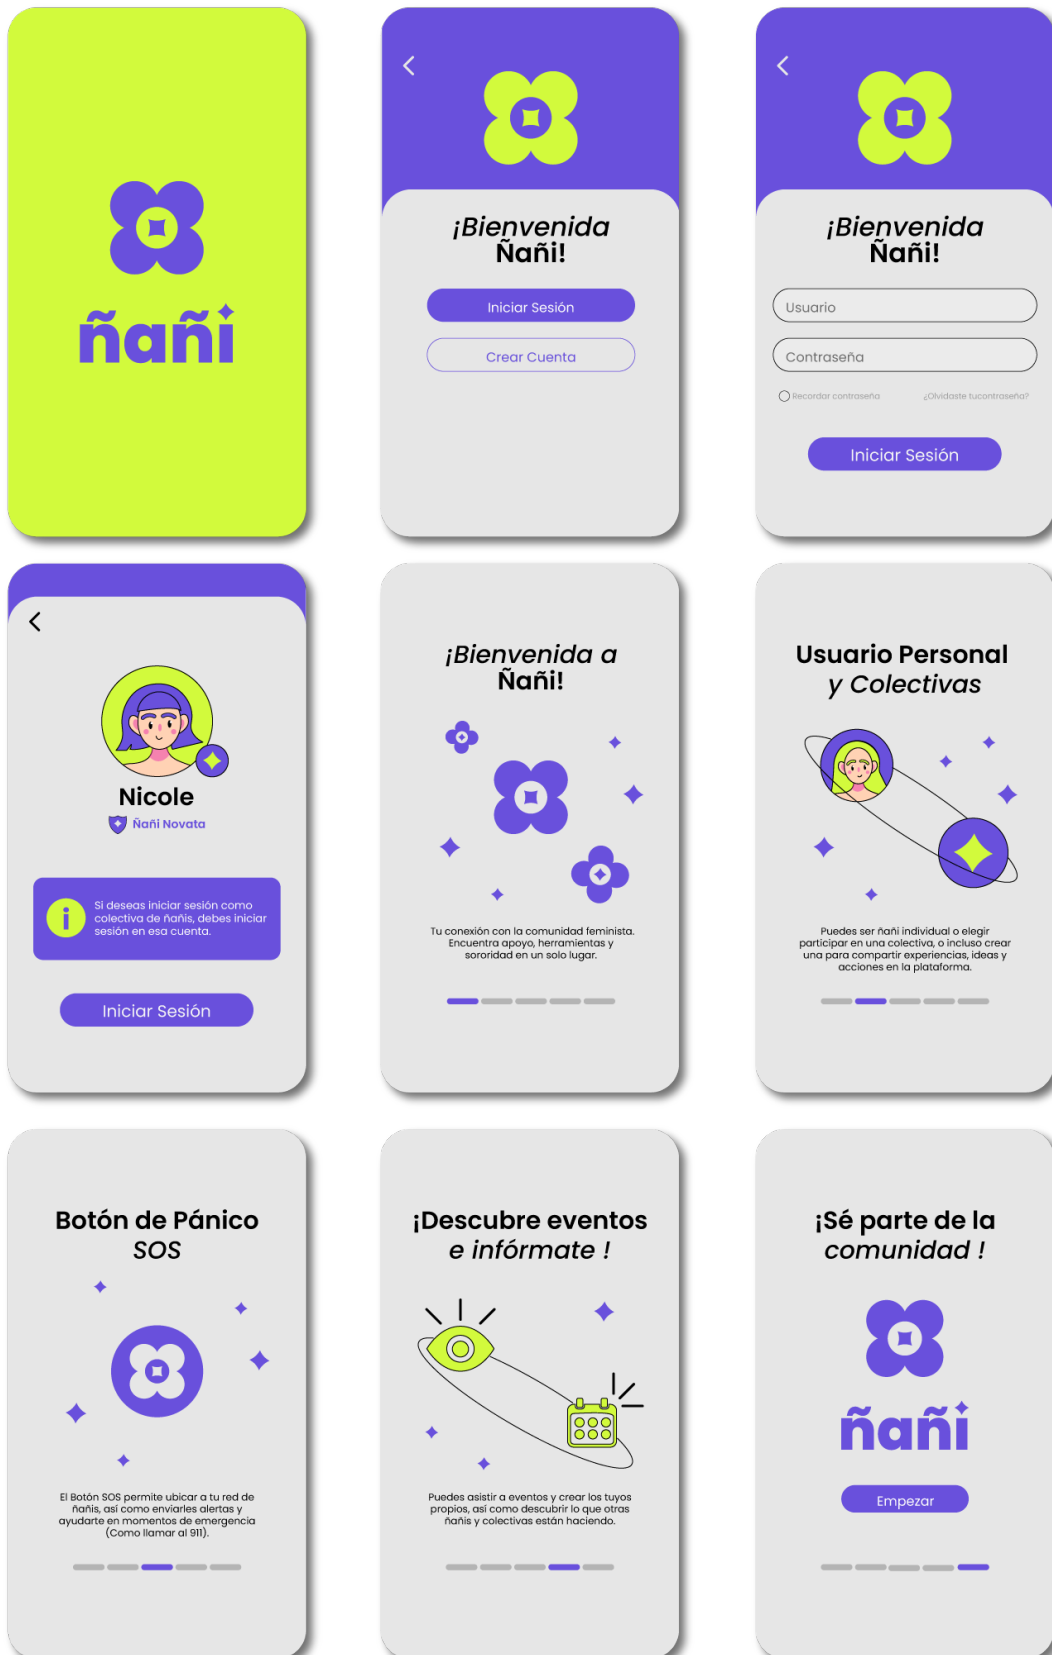 ñañi
¡Bienvenida
Ñañi!
Iniciar Sesión
Crear Cuenta
¡Bienvenida
Ñañi!
Usuario
Contraseña
Recordar contraseña
¿Olvidaste tucontraseña?
Iniciar Sesión
Nicole
Ñañi Novata
i
Si deseas iniciar sesión como
colectiva de ñañis, debes iniciar
sesión en esa cuenta.
Iniciar Sesión
¡Bienvenida a
Ñañi!
Tu conexión con la comunidad feminista.
Encuentra apoyo, herramientas y
sororidad en un solo lugar.
Usuario Personal
y Colectivas
Puedes ser ñañi individual o elegir
participar en una colectiva, o incluso crear
una para compartir experiencias, ideas y
acciones en la plataforma.
Botón de Pánico
SOS
El Botón SOS permite ubicar a tu red de
ñañis, así como enviarles alertas y
ayudarte en momentos de emergencia
(Como llamar al 911).
¡Descubre eventos
e infórmate !
Puedes asistir a eventos y crear los tuyos
propios, así como descubrir lo que otras
ñañis y colectivas están haciendo.
¡Sé parte de la
comunidad !
ñañi
Empezar